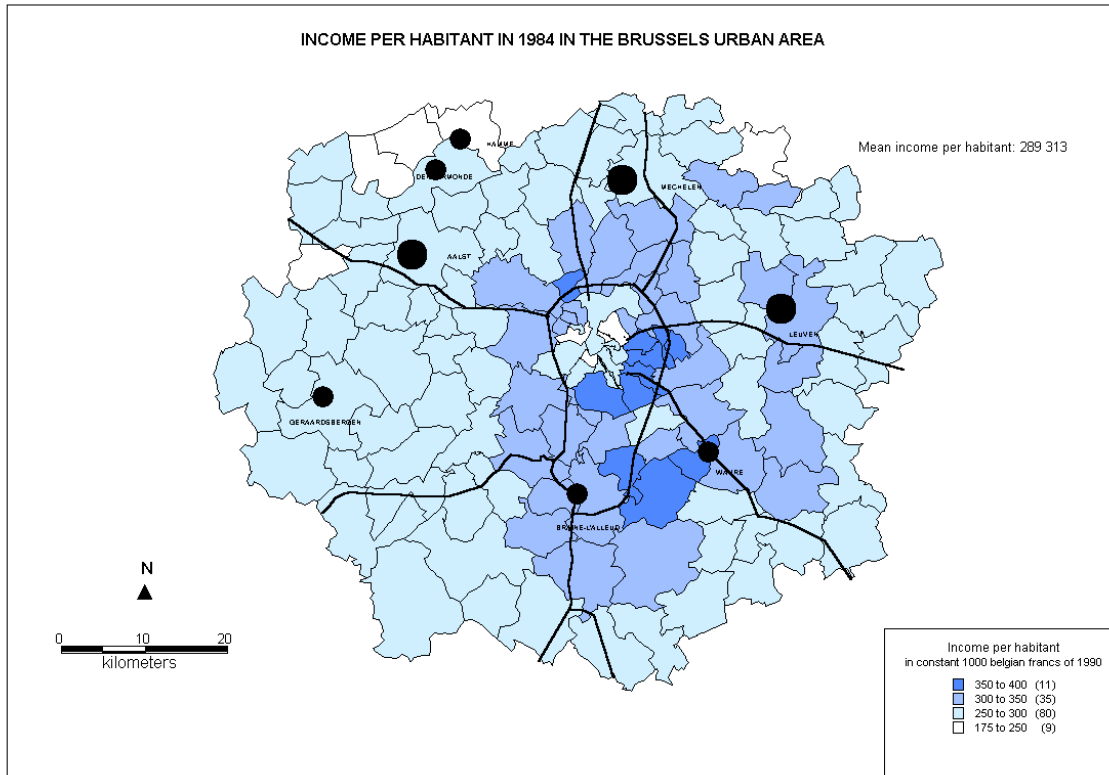 INCOME PER HABITANT IN 1984 IN THE BRUSSELS URBAN AREA
Mean income per habitant: 289 313
HAMME
MECHELEN
AALST
LEUVEN
GERAARDSBERGEN
WAVRE
BRAINE-L'ALLEUD
N
0 10 20
kilometers
Income per habitant
in constant 1000 belgian francs of 1990
350 to 400 (11)
300 to 350 (35)
250 to 300 (80)
175 to 250 (9)